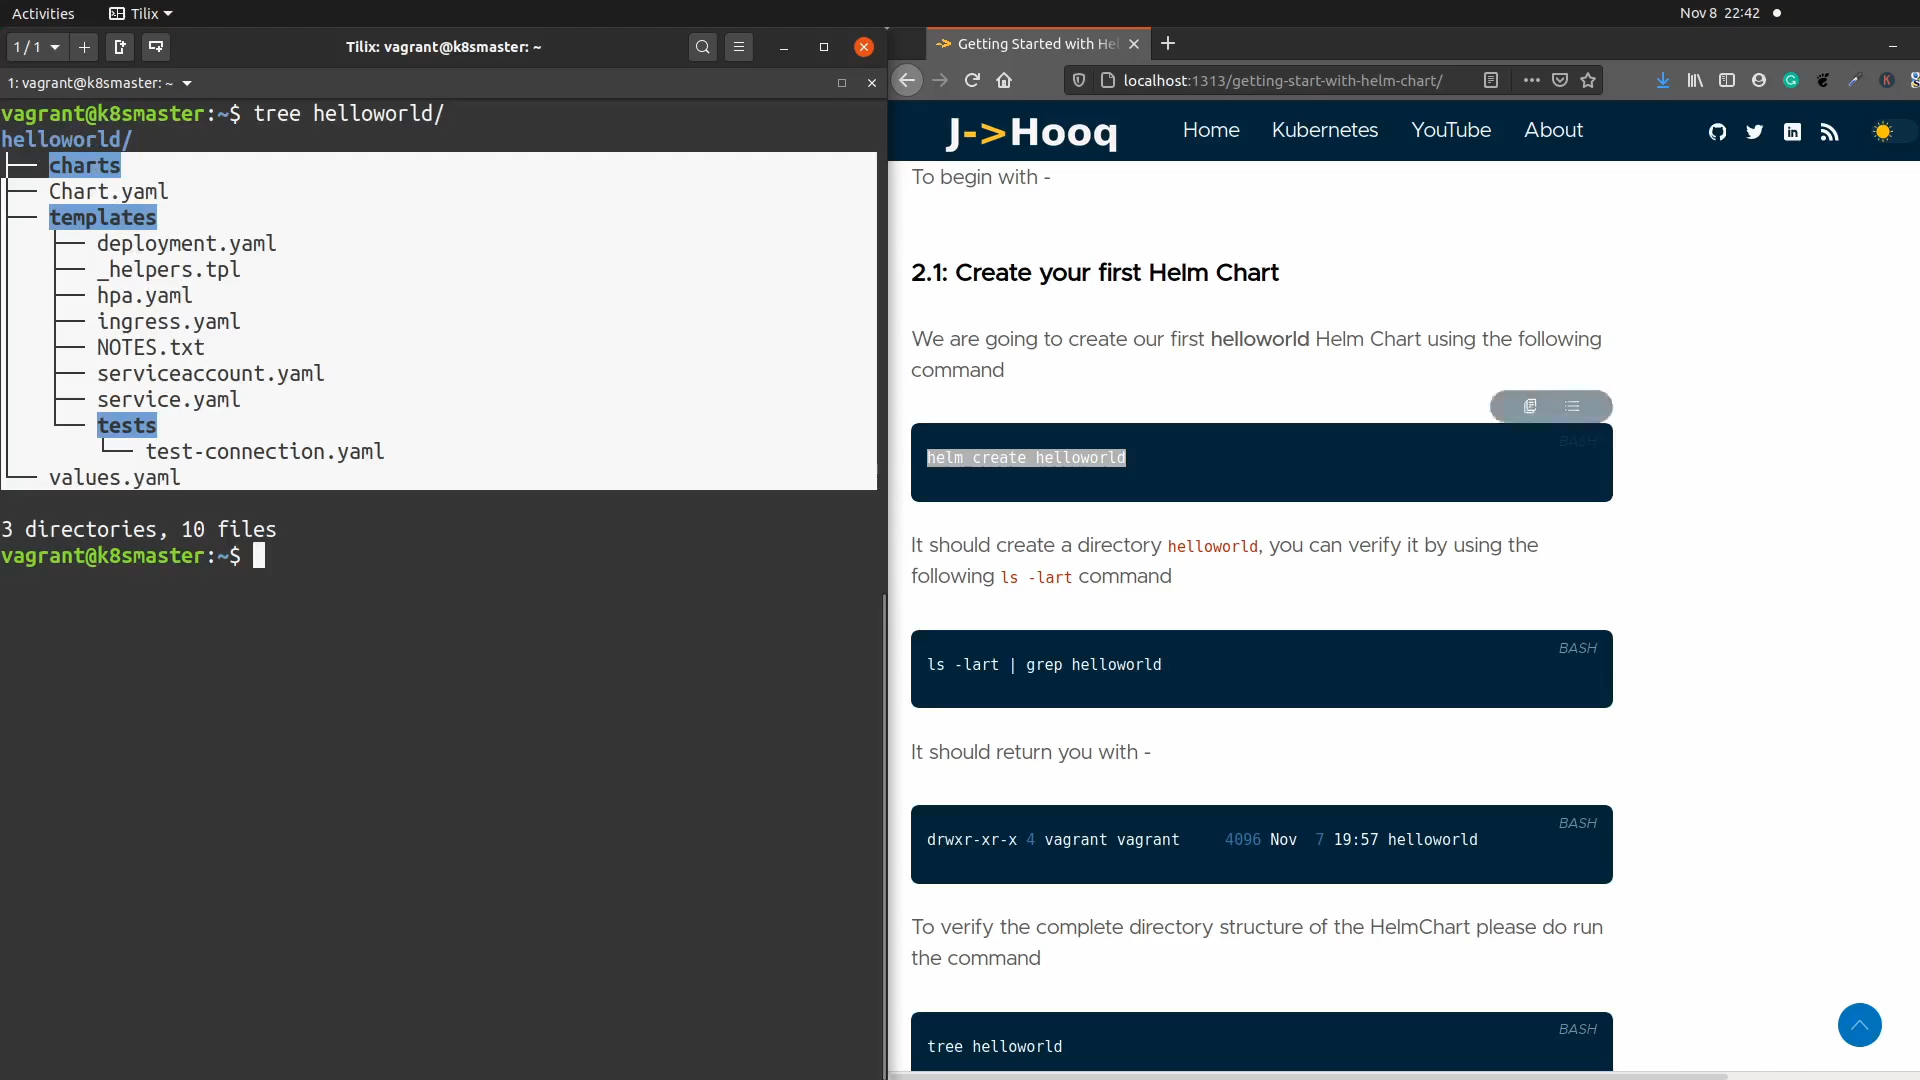 Activities Tilix Nov 8 22:42
1/1 Tilix: vagrant@k8smaster: ~
1: vagrant@k8smaster: ~
vagrant@k8smaster:~$ tree helloworld/
helloworld/
├── charts
├── Chart.yaml
├── templates
│   ├── deployment.yaml
│   ├── _helpers.tpl
│   ├── hpa.yaml
│   ├── ingress.yaml
│   ├── NOTES.txt
│   ├── serviceaccount.yaml
│   ├── service.yaml
│   └── tests
│       └── test-connection.yaml
└── values.yaml
3 directories, 10 files
vagrant@k8smaster:~$
Getting Started with Hel
localhost:1313/getting-start-with-helm-chart/
J->Hooq Home Kubernetes YouTube About
To begin with -
2.1: Create your first Helm Chart
We are going to create our first helloworld Helm Chart using the following
command
BASH
helm create helloworld
It should create a directory helloworld, you can verify it by using the
following ls -lart command
BASH
ls -lart | grep helloworld
It should return you with -
BASH
drwxr-xr-x 4 vagrant vagrant     4096 Nov  7 19:57 helloworld
To verify the complete directory structure of the HelmChart please do run
the command
BASH
tree helloworld